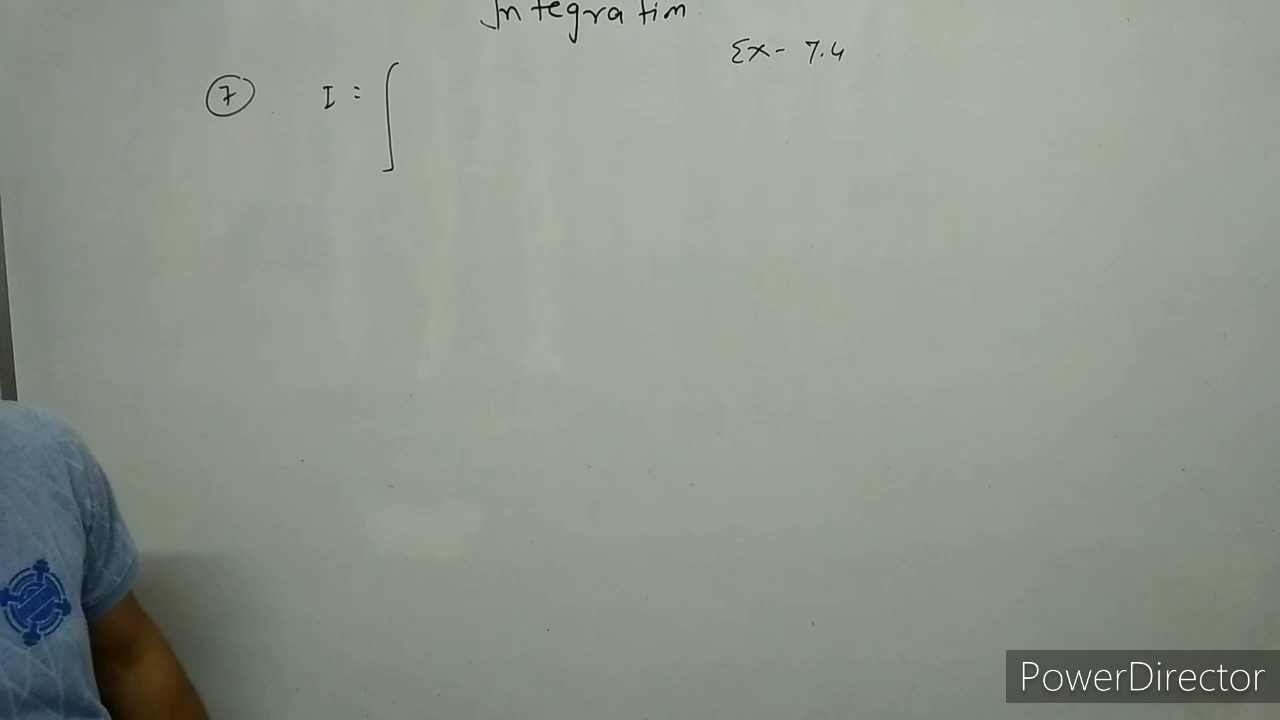 Integration
Ex- 7.4
7 I = ∫
PowerDirector